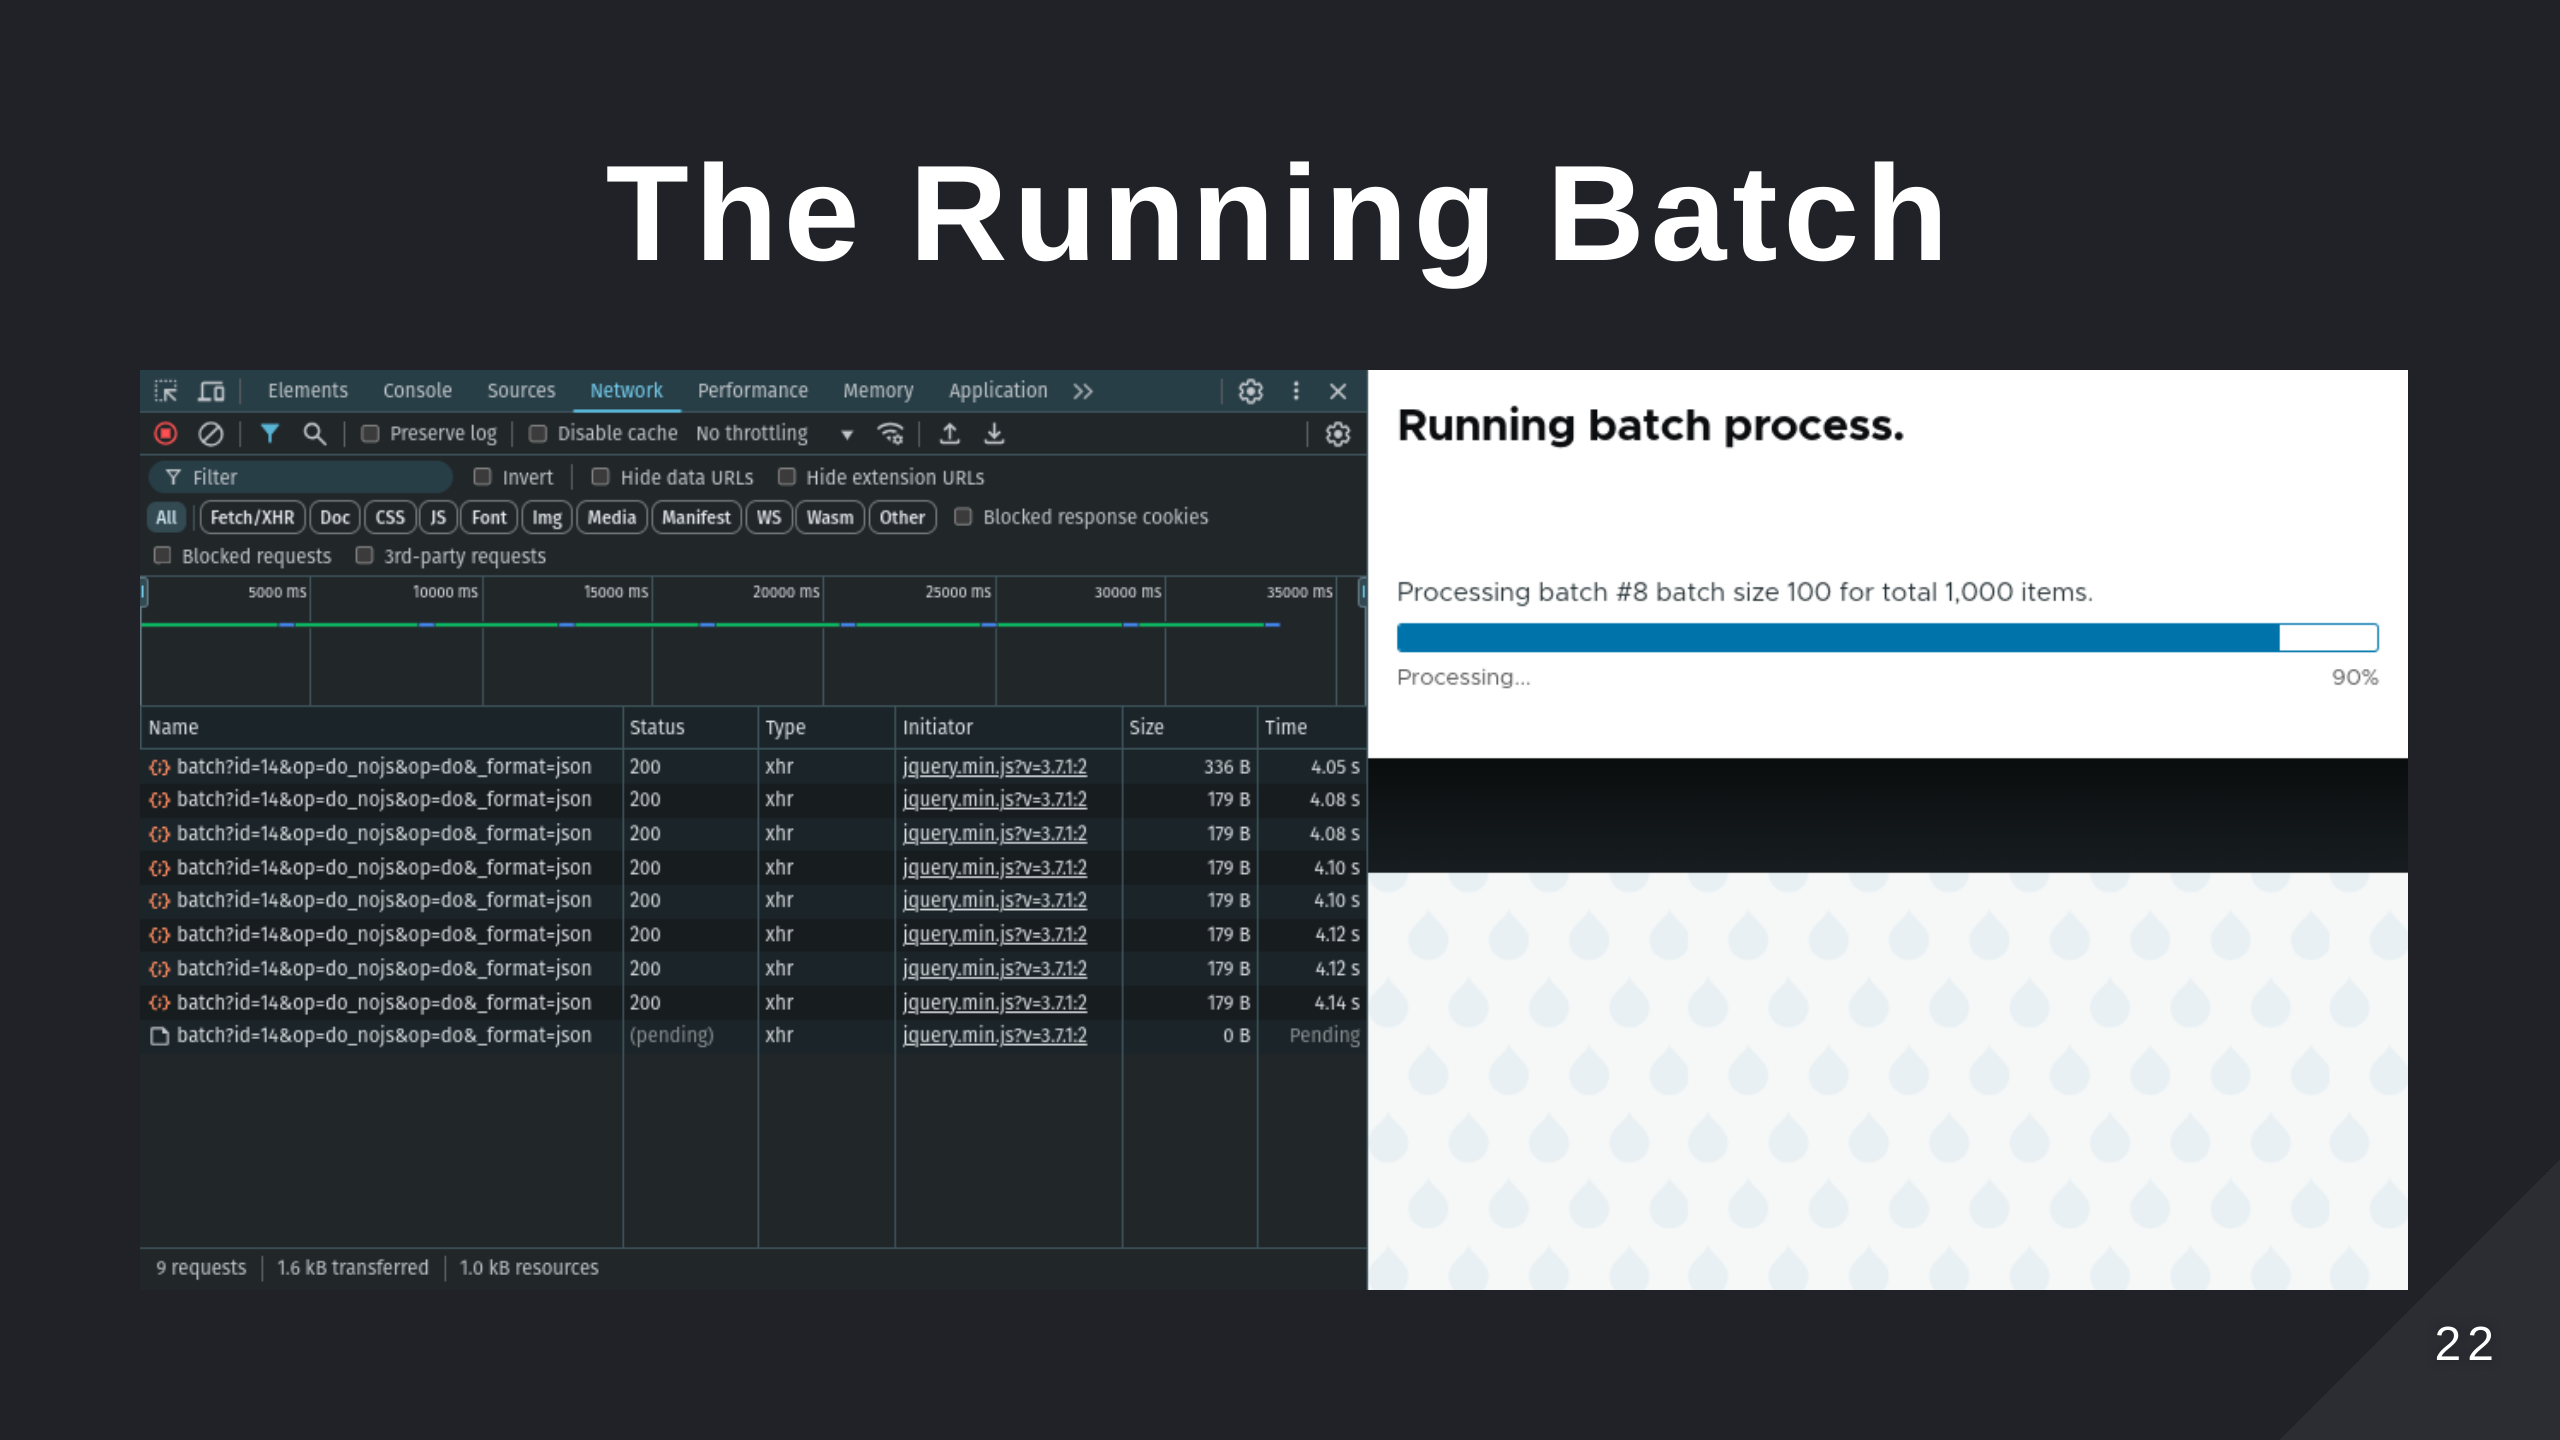 The Running Batch
Elements Console Sources Network Performance Memory Application
Preserve log Disable cache No throttling
Filter Invert Hide data URLs Hide extension URLs
All Fetch/XHR Doc CSS JS Font Img Media Manifest WS Wasm Other Blocked response cookies
Blocked requests 3rd-party requests
5000 ms 10000 ms 15000 ms 20000 ms 25000 ms 30000 ms 35000 ms
Name Status Type Initiator Size Time
batch?id=14&op=do_nojs&op=do&_format=json 200 xhr jquery.min.js?v=3.7.1:2 336 B 4.05 s
batch?id=14&op=do_nojs&op=do&_format=json 200 xhr jquery.min.js?v=3.7.1:2 179 B 4.08 s
batch?id=14&op=do_nojs&op=do&_format=json 200 xhr jquery.min.js?v=3.7.1:2 179 B 4.08 s
batch?id=14&op=do_nojs&op=do&_format=json 200 xhr jquery.min.js?v=3.7.1:2 179 B 4.10 s
batch?id=14&op=do_nojs&op=do&_format=json 200 xhr jquery.min.js?v=3.7.1:2 179 B 4.10 s
batch?id=14&op=do_nojs&op=do&_format=json 200 xhr jquery.min.js?v=3.7.1:2 179 B 4.12 s
batch?id=14&op=do_nojs&op=do&_format=json 200 xhr jquery.min.js?v=3.7.1:2 179 B 4.12 s
batch?id=14&op=do_nojs&op=do&_format=json 200 xhr jquery.min.js?v=3.7.1:2 179 B 4.14 s
batch?id=14&op=do_nojs&op=do&_format=json (pending) xhr jquery.min.js?v=3.7.1:2 0 B Pending
9 requests 1.6 kB transferred 1.0 kB resources
Running batch process.
Processing batch #8 batch size 100 for total 1,000 items.
Processing... 90%
22